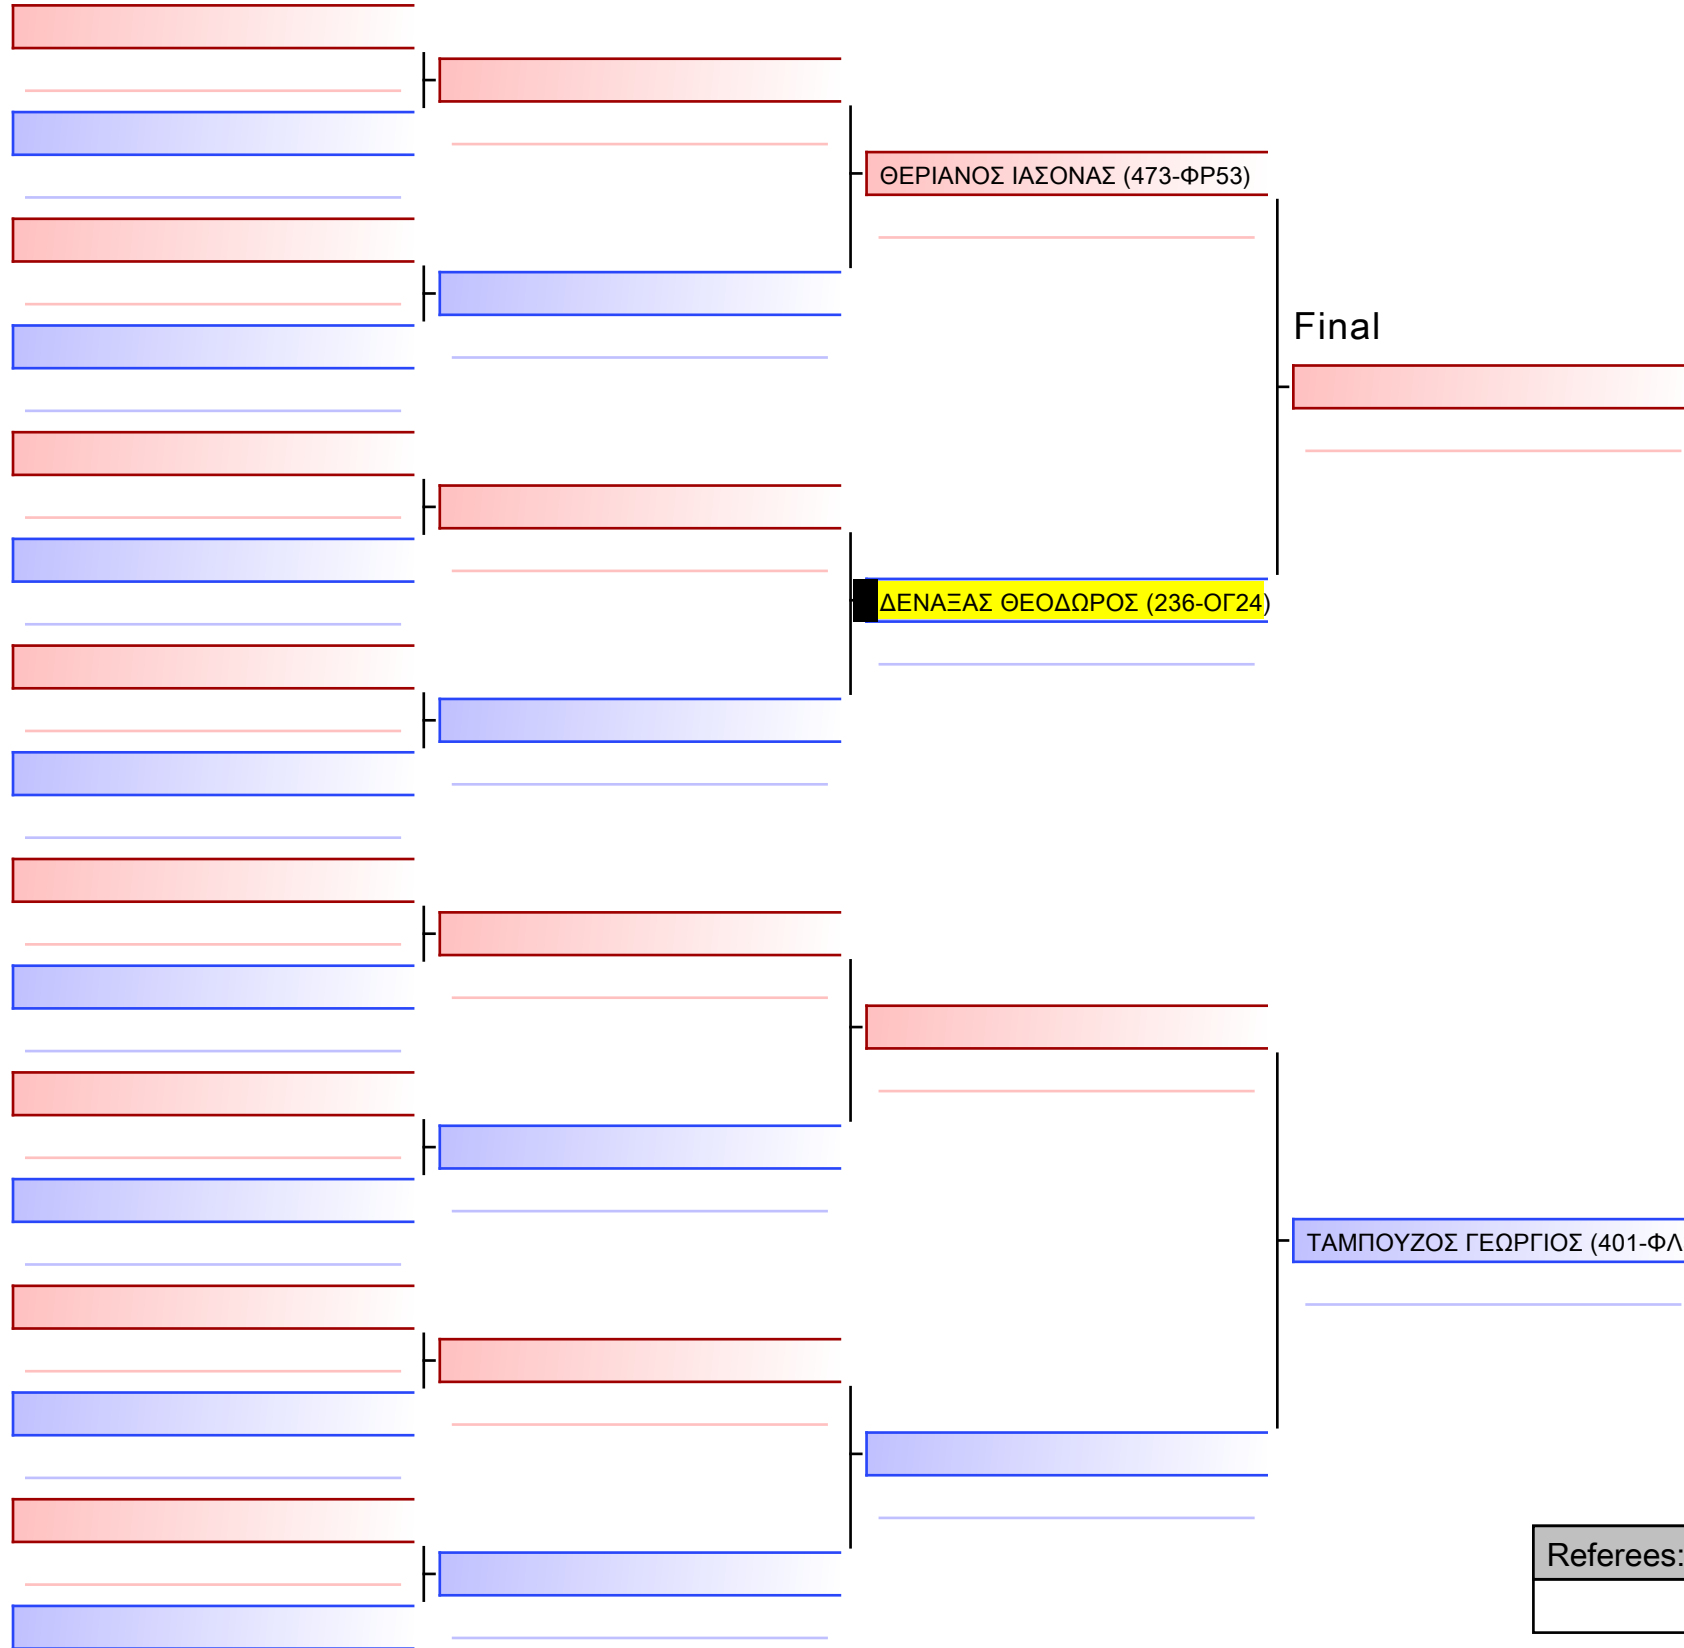 ΘΕΡΙΑΝΟΣ ΙΑΣΟΝΑΣ (473-ΦΡ53)
Final
ΔΕΝΑΞΑΣ ΘΕΟΔΩΡΟΣ (236-ΟΓ24)
ΤΑΜΠΟΥΖΟΣ ΓΕΩΡΓΙΟΣ (401-ΦΛ
Referees: